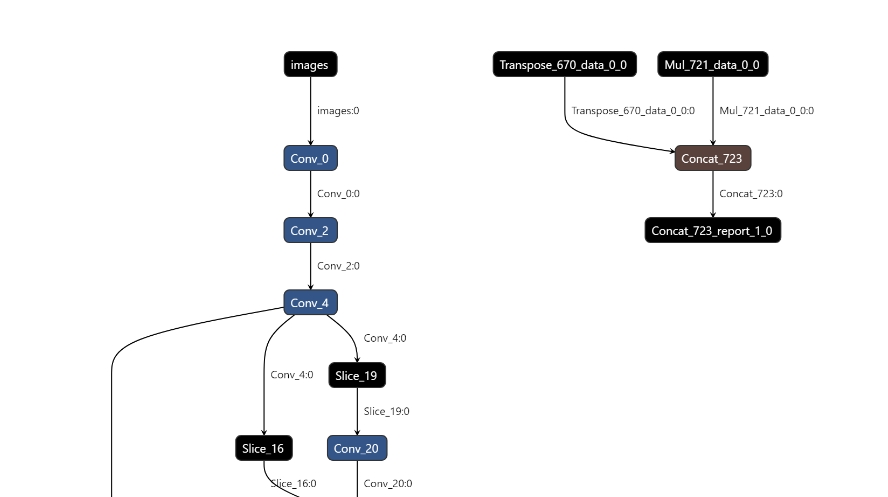 images
images:0
Conv_0
Conv_0:0
Conv_2
Conv_2:0
Conv_4
Conv_4:0
Conv_4:0
Slice_19
Slice_19:0
Slice_16
Conv_20
Slice_16:0
Conv_20:0
Transpose_670_data_0_0
Mul_721_data_0_0
Transpose_670_data_0_0:0
Mul_721_data_0_0:0
Concat_723
Concat_723:0
Concat_723_report_1_0